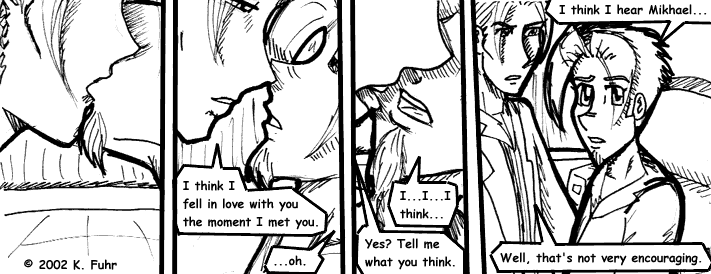 © 2002 K. Fuhr
I think I
fell in love with you
the moment I met you.
...oh.
I...I...I
think...
Yes? Tell me
what you think.
I think I hear Mikhael...
Well, that's not very encouraging.